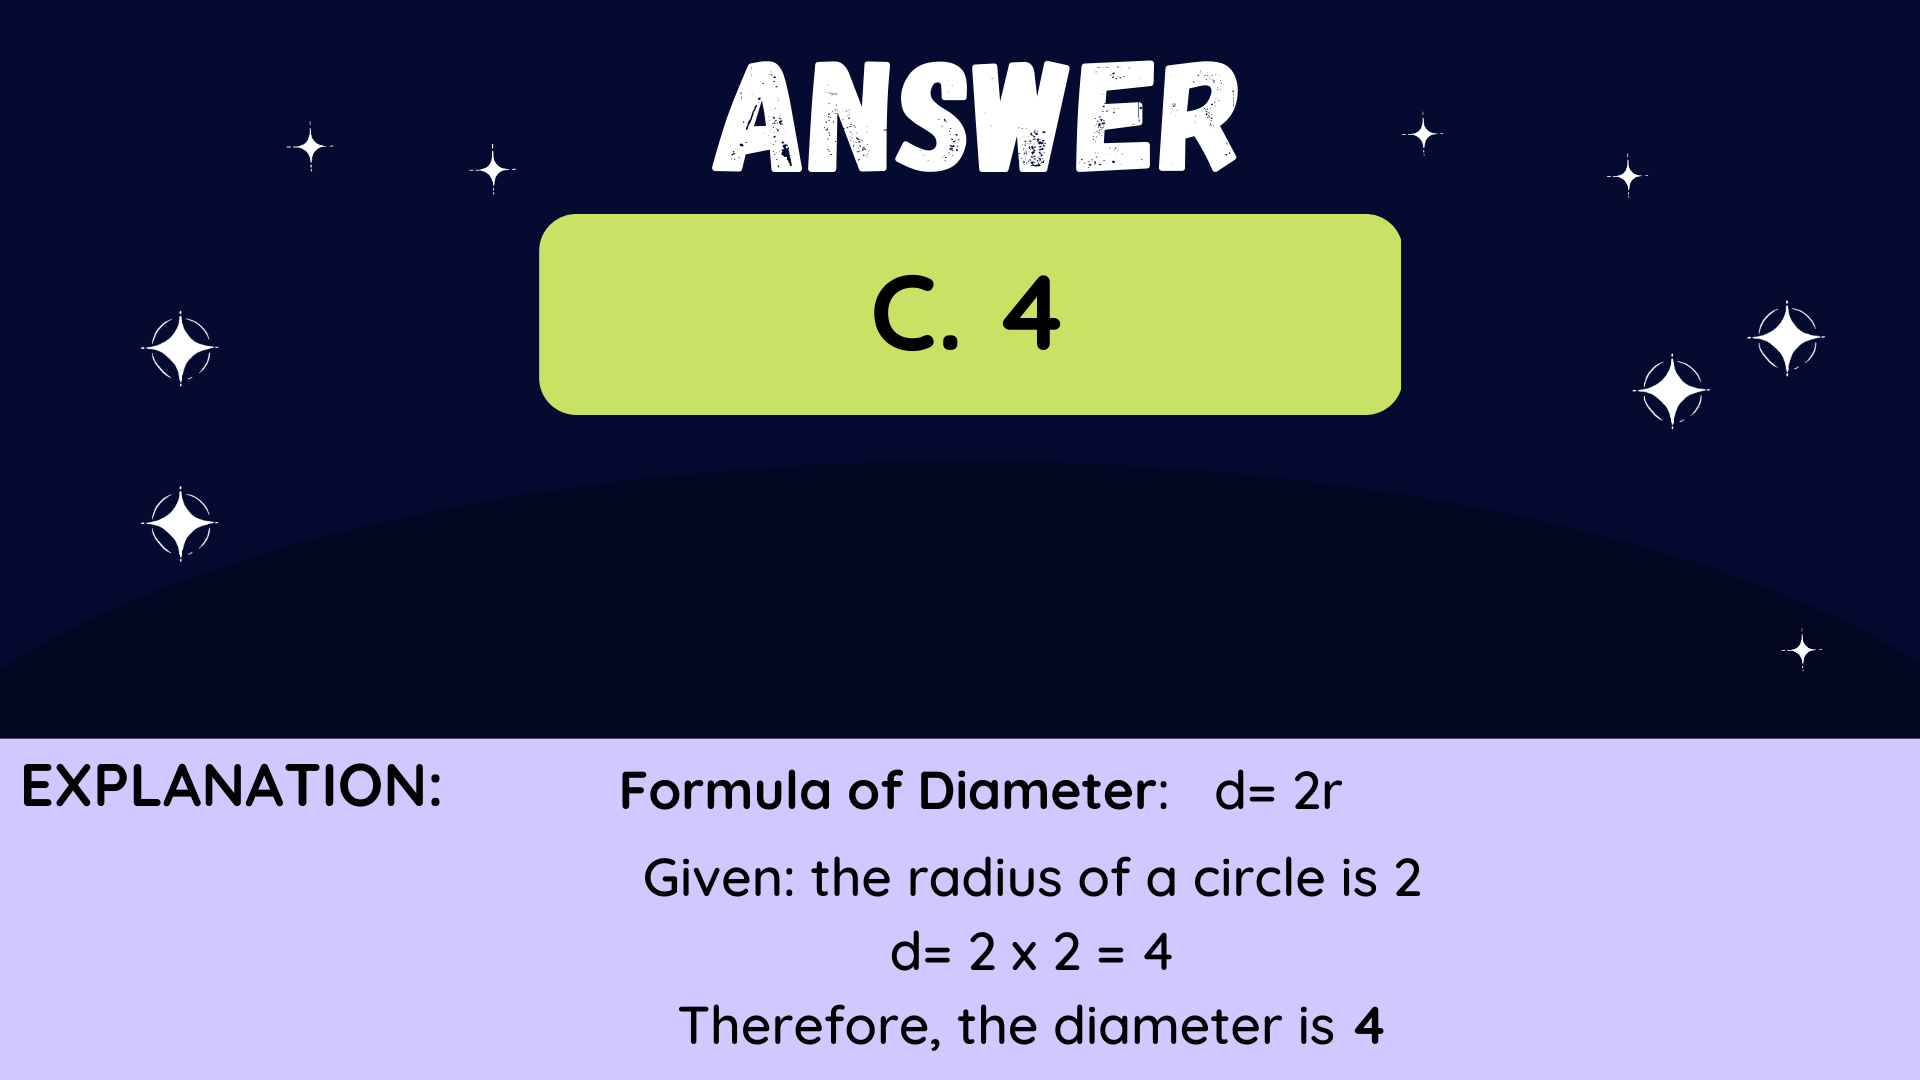 ANSWER
C. 4
EXPLANATION:
Formula of Diameter: d= 2r
Given: the radius of a circle is 2
d= 2 x 2 = 4
Therefore, the diameter is 4